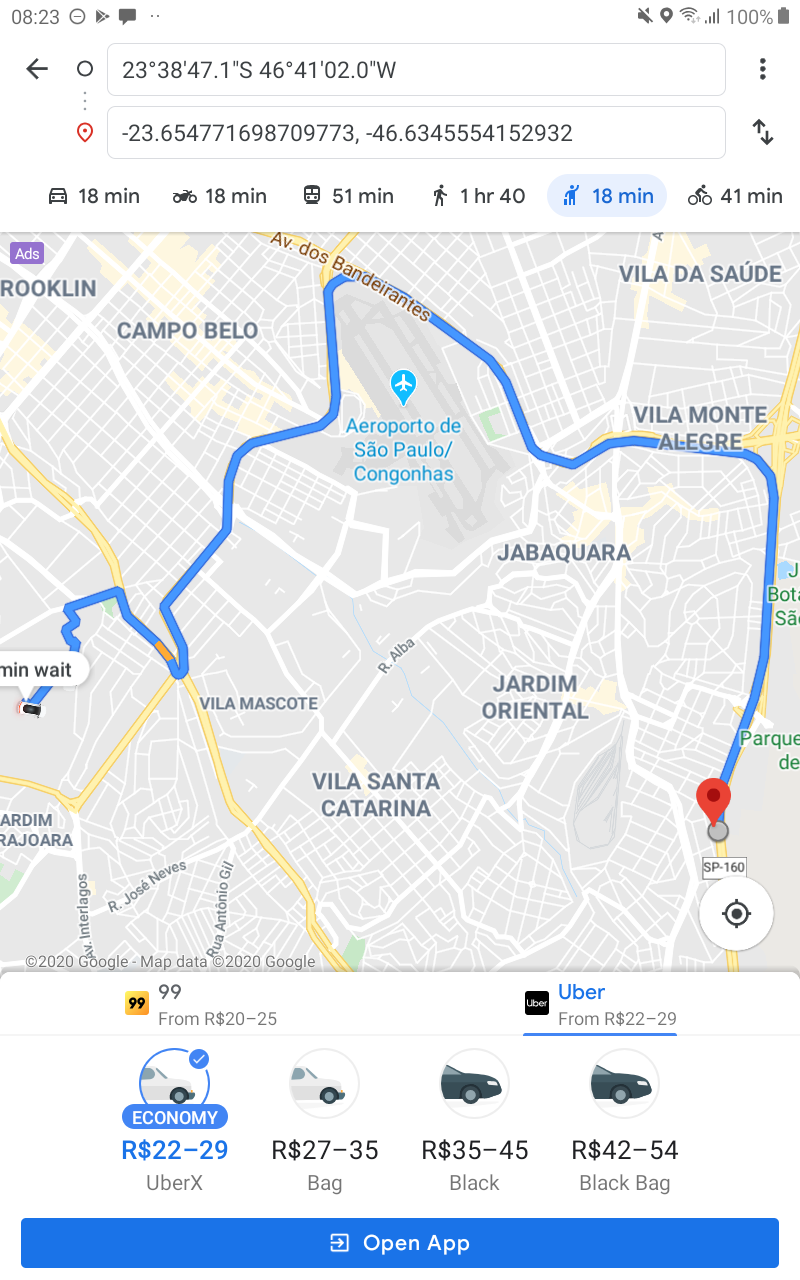 08:23
100%
23°38'47.1"S 46°41'02.0"W
-23.654771698709773, -46.6345554152932
18 min
18 min
51 min
1 hr 40
18 min
41 min
Ads
Av. dos Bandeirantes
ROOKLIN
VILA DA SAÚDE
CAMPO BELO
Aeroporto de
São Paulo/
Congonhas
VILA MONTE
ALEGRE
JABAQUARA
J
Bota
São
R. Alba
min wait
VILA MASCOTE
JARDIM
ORIENTAL
Parque
de
VILA SANTA
CATARINA
ARDIM
RAJOARA
R. José Neves
Av. Interlagos
Rua Antônio Gil
SP-160
©2020 Google - Map data ©2020 Google
99
99
From R$20–25
Uber
Uber
From R$22–29
ECONOMY
R$22–29
UberX
R$27–35
Bag
R$35–45
Black
R$42–54
Black Bag
Open App